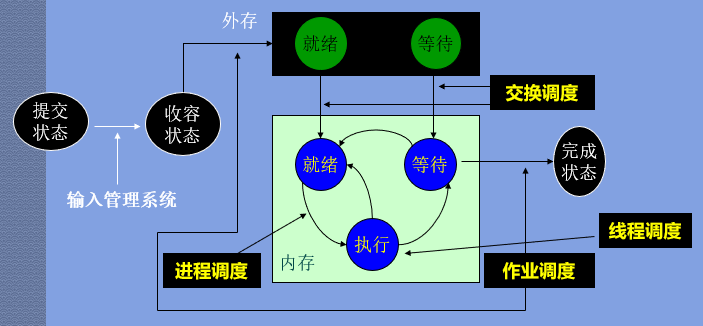 外存
就绪
等待
交换调度
提交
状态
收容
状态
就绪
等待
完成
状态
输入管理系统
执行
线程调度
内存
进程调度
作业调度